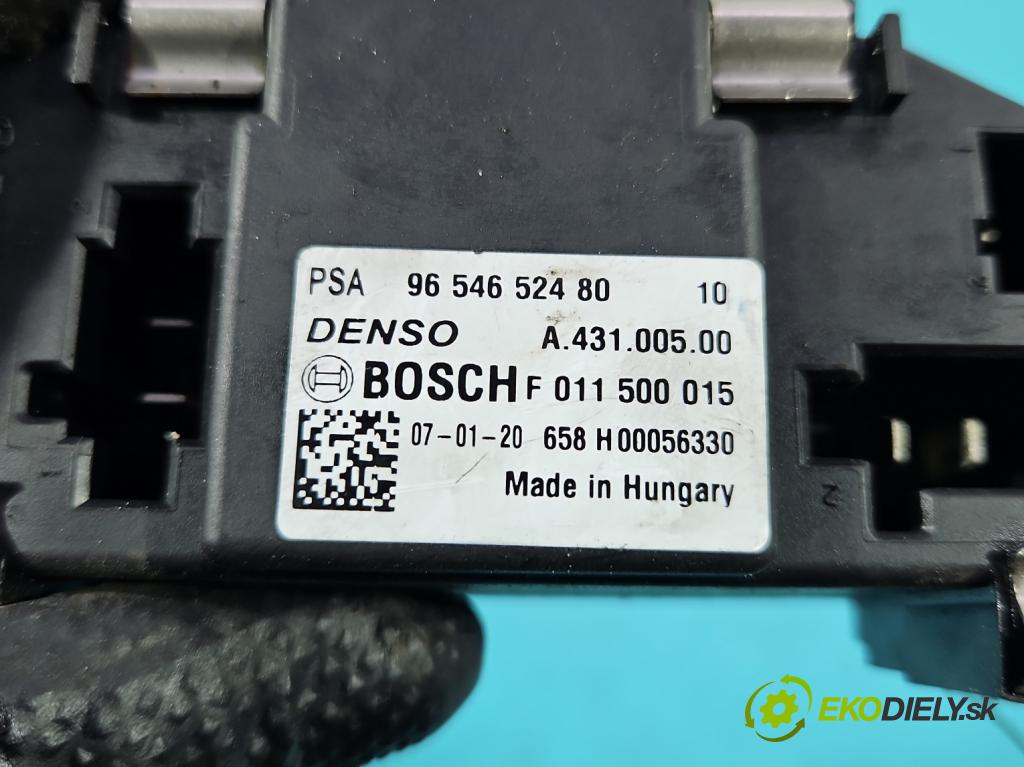 PSA 96 546 524 80 10
DENSO A.431.005.00
BOSCH F 011 500 015
07-01-20 658 H00056330
Made in Hungary
2
EKODIELY.sk